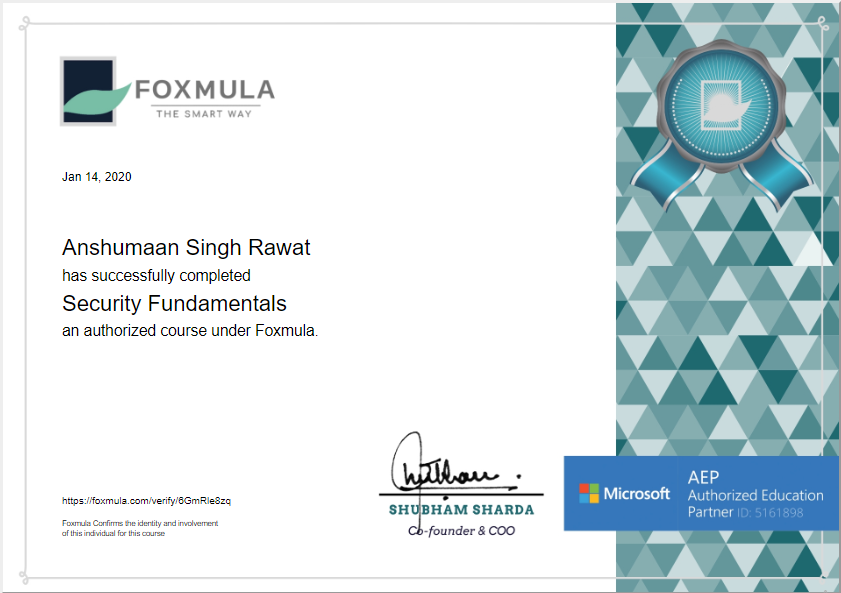 FOXMULA
THE SMART WAY
Jan 14, 2020
Anshumaan Singh Rawat
has successfully completed
Security Fundamentals
an authorized course under Foxmula.
https://foxmula.com/verify/6GmRIe8zq
Foxmula Confirms the identity and involvement
of this individual for this course
SHUBHAM SHARDA
Co-founder & COO
Microsoft
AEP
Authorized Education
Partner ID: 5161898